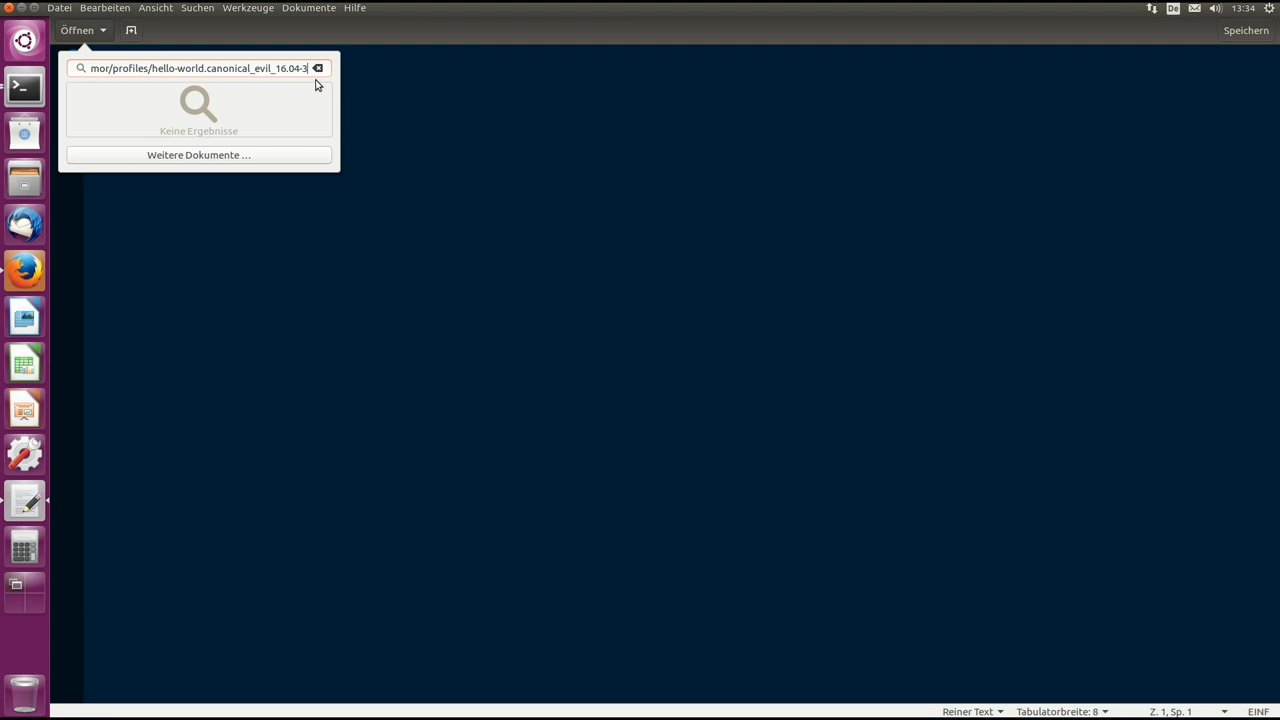 Datei Bearbeiten Ansicht Suchen Werkzeuge Dokumente Hilfe De 13:34
Öffnen Speichern
mor/profiles/hello-world.canonical_evil_16.04-3
Keine Ergebnisse
Weitere Dokumente …
Reiner Text Tabulatorbreite: 8 Z. 1, Sp. 1 EINF